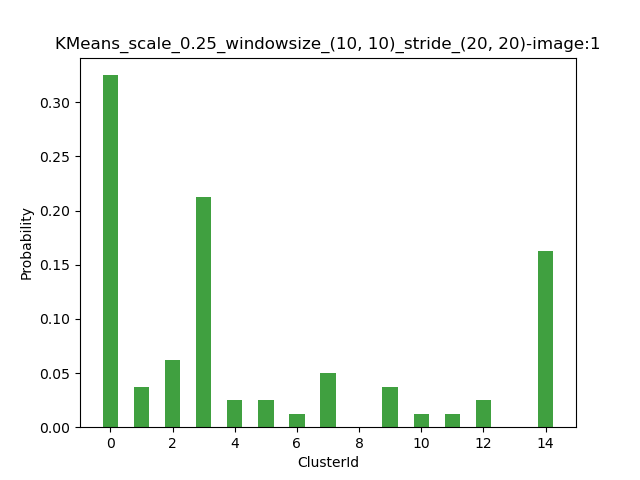 KMeans_scale_0.25_windowsize_(10, 10)_stride_(20, 20)-image:1
0.30
0.25
0.20
0.15
0.10
0.05
0.00
Probability
0 2 4 6 8 10 12 14
ClusterId